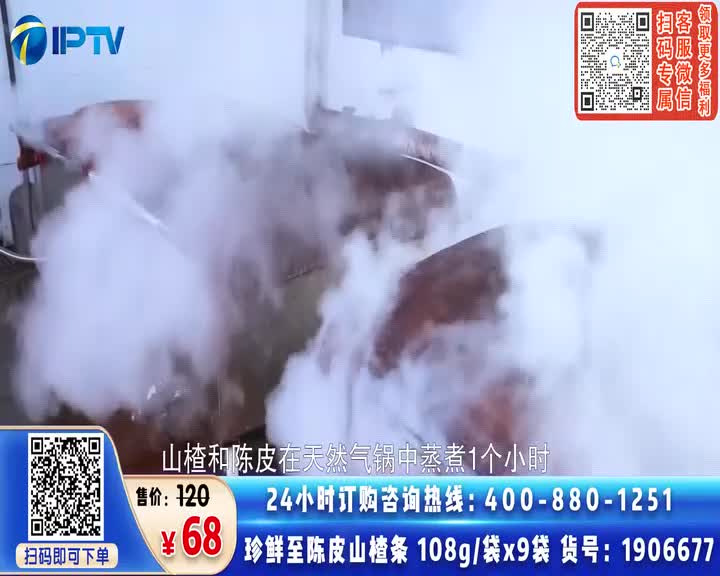 IPTV
领取更多福利
客服微信
扫码专属
山楂和陈皮在天然气锅中蒸煮1个小时
售价：120
¥68
24小时订购咨询热线：400-880-1251
扫码即可下单
珍鲜至陈皮山楂条 108g/袋x9袋 货号：1906677